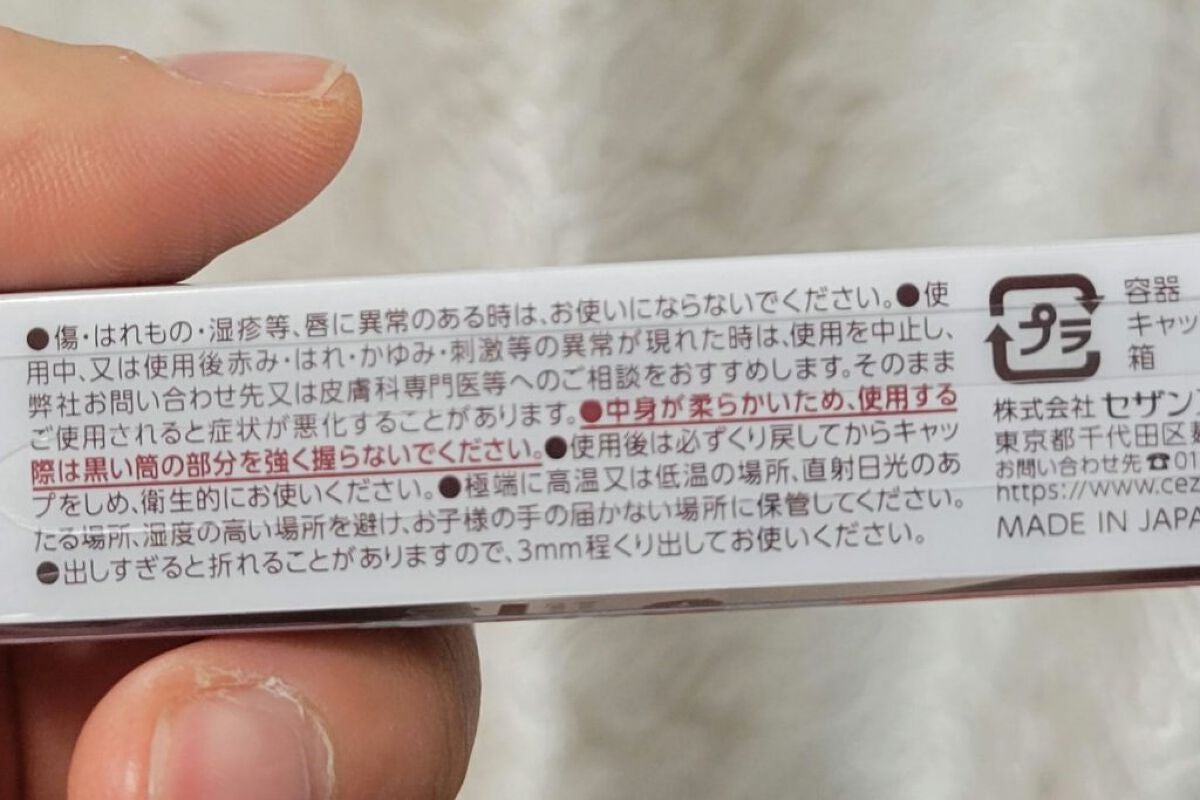 ●傷・はれもの・湿疹等、唇に異常のある時は、お使いにならないでください。●使
用中、又は使用後赤み・はれ・かゆみ・刺激等の異常が現れた時は、使用を中止し、
弊社お問い合わせ先又は皮膚科専門医等へのご相談をおすすめします。そのまま
ご使用されると症状が悪化することがあります。●中身が柔らかいため、使用する
際は黒い筒の部分を強く握らないでください。●使用後は必ずくり戻してからキャッ
プをしめ、衛生的にお使いください。●極端に高温又は低温の場所、直射日光のあ
たる場所、湿度の高い場所を避け、お子様の手の届かない場所に保管してください。
●出しすぎると折れることがありますので、3mm程くり出してお使いください。
プラ
容器
キャッ
箱
株式会社 セザン
東京都千代田区
お問い合わせ先☎01
https://www.cez
MADE IN JAPA